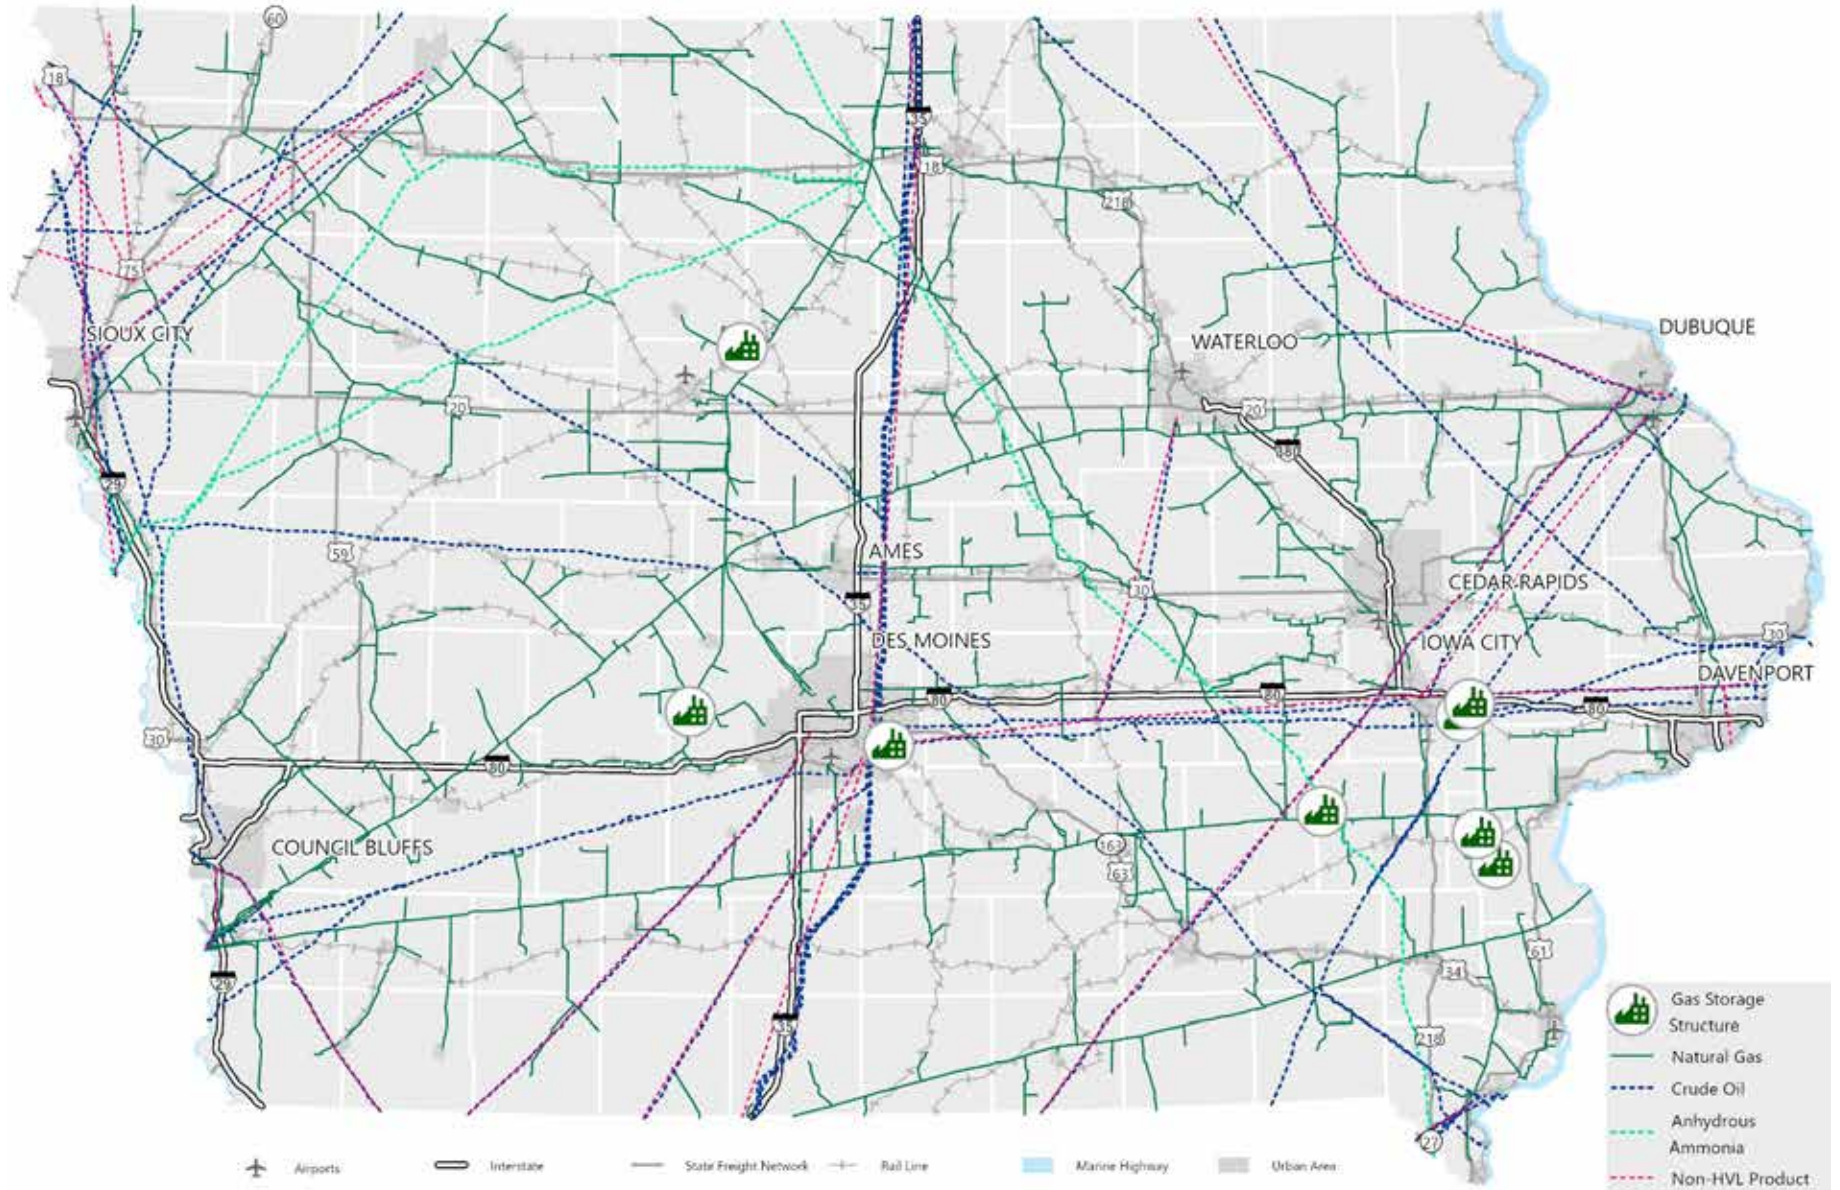 60
18
35
18
218
75
SIOUX CITY
WATERLOO
DUBUQUE
20
20
380
29
59
AMES
30
CEDAR RAPIDS
35
DES MOINES
IOWA CITY
30
DAVENPORT
80
80
80
30
80
COUNCIL BLUFFS
163
63
61
34
29
35
218
27
Gas Storage
Structure
Natural Gas
Crude Oil
Anhydrous
Ammonia
Non-HVL Product
Airports
Interstate
State Freight Network
Rail Line
Marine Highway
Urban Area